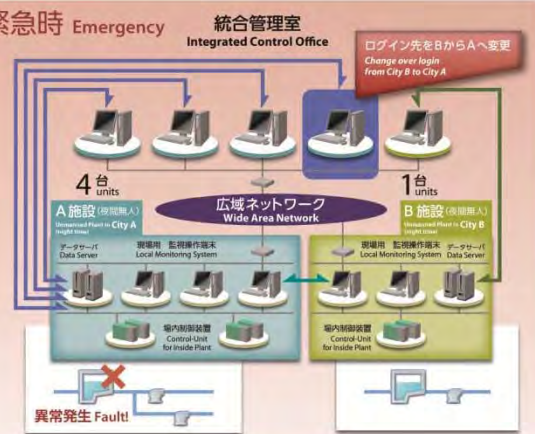 緊急時 Emergency
統合管理室
Integrated Control Office
ログイン先をBからAへ変更
Change over login
from City B to City A
4台
units
1台
units
広域ネットワーク
Wide Area Network
A施設(夜間無人)
Unmanned Plant in City A
(night time)
B施設(夜間無人)
Unmanned Plant in City B
(night time)
データサーバ
Data Server
現場用 監視操作端末
Local Monitoring System
現場用 監視操作端末
Local Monitoring System
データサーバ
Data Server
場内制御装置
Control-Unit
for Inside Plant
場内制御装置
Control-Unit
for Inside Plant
異常発生 Fault!